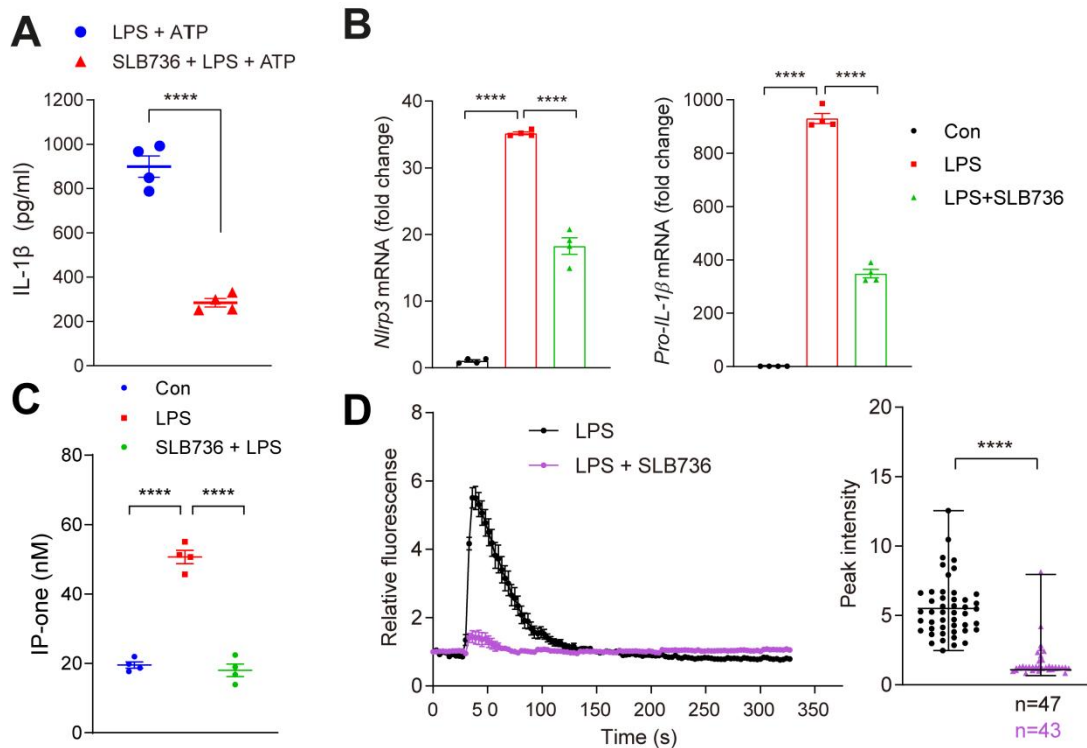 A
LPS + ATP
SLB736 + LPS + ATP
IL-1β (pg/ml)
1200
1000
800
600
400
200
0
****
B
Nlrp3 mRNA (fold change)
40
30
20
10
0
****
****
Pro-IL-1β mRNA (fold change)
1000
800
600
400
200
0
****
****
Con
LPS
LPS+SLB736
C
Con
LPS
SLB736 + LPS
IP-one (nM)
80
60
40
20
0
****
****
D
Relative fluorescense
8
6
4
2
0
LPS
LPS + SLB736
0
5 0
100
150
200
250
300
350
Time (s)
Peak intensity
20
15
10
5
0
****
n=47
n=43